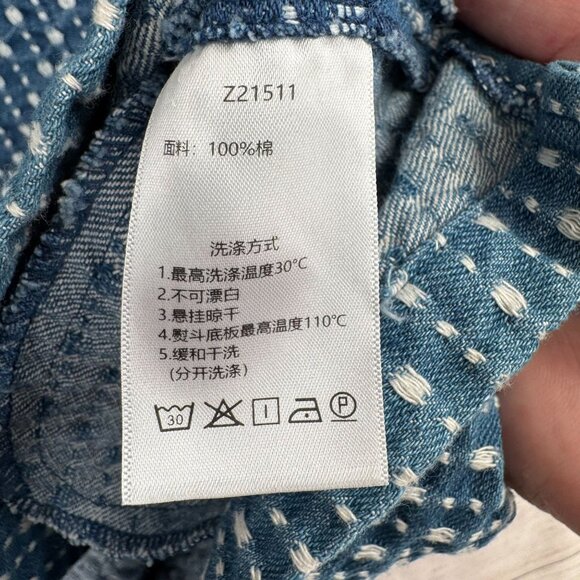 Z21511
面料：100%棉
洗涤方式
1.最高洗涤温度30℃
2.不可漂白
3.悬挂晾干
4.熨斗底板最高温度110℃
5.缓和干洗
(分开洗涤)
30 P